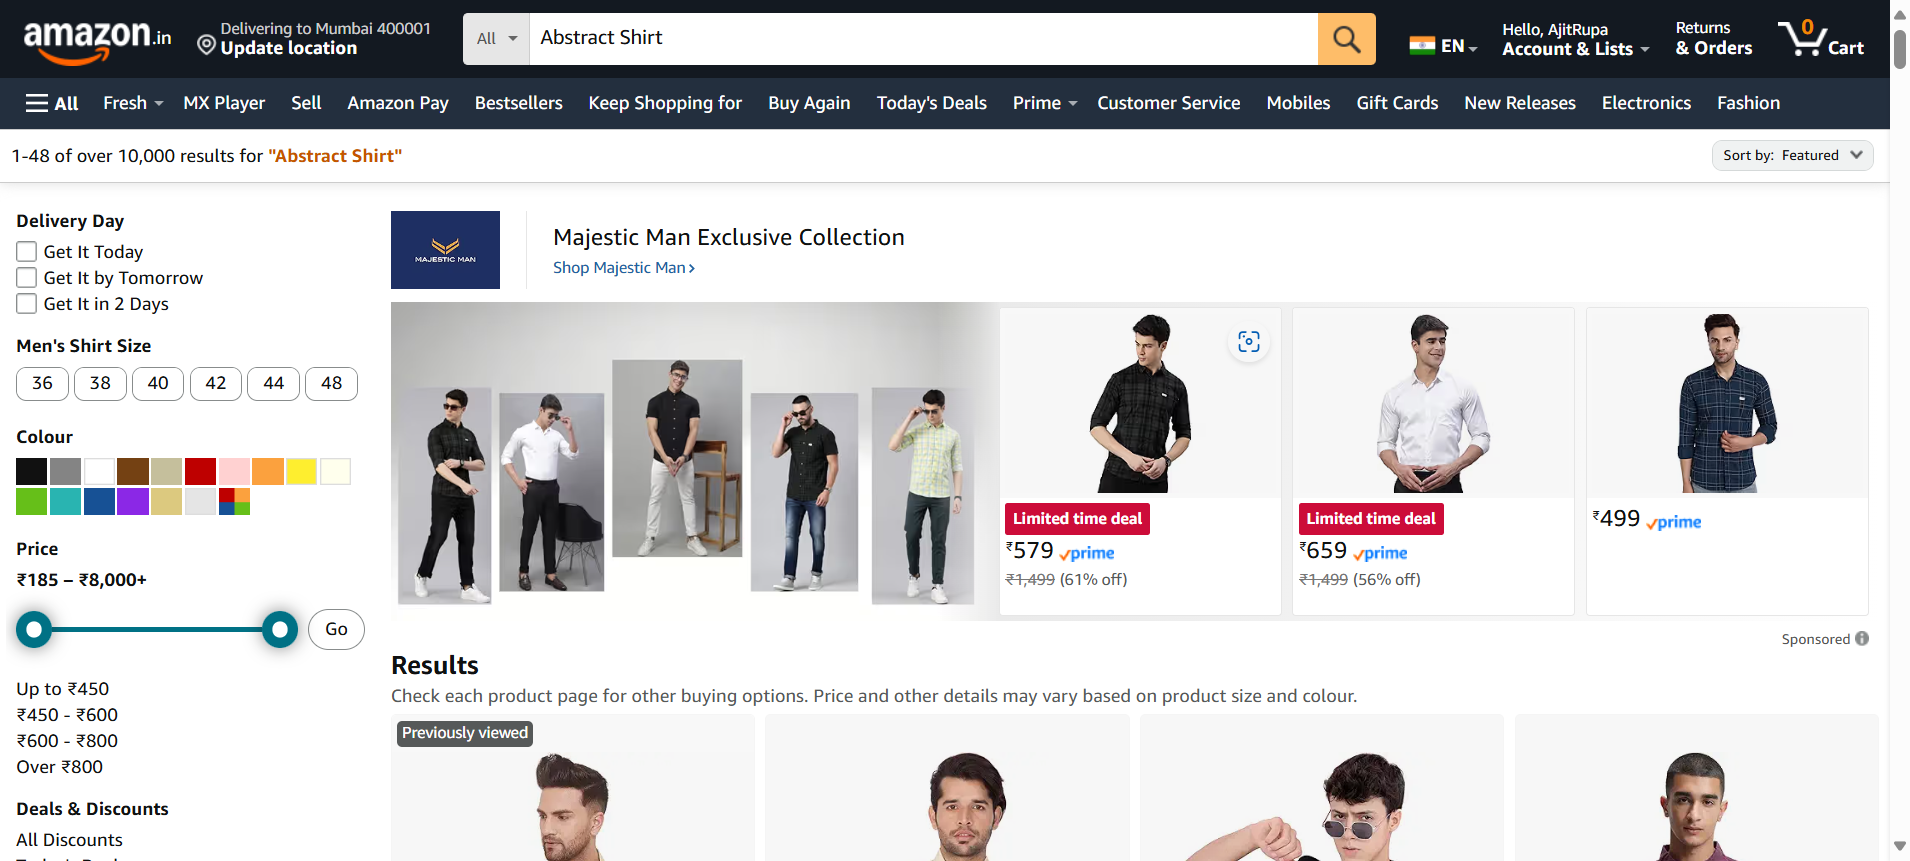 amazon.in
Delivering to Mumbai 400001
Update location
All
Abstract Shirt
EN
Hello, AjitRupa
Account & Lists
Returns
& Orders
0
Cart
All
Fresh
MX Player
Sell
Amazon Pay
Bestsellers
Keep Shopping for
Buy Again
Today's Deals
Prime
Customer Service
Mobiles
Gift Cards
New Releases
Electronics
Fashion
1-48 of over 10,000 results for "Abstract Shirt"
Sort by: Featured
Delivery Day
Get It Today
Get It by Tomorrow
Get It in 2 Days
Men's Shirt Size
36
38
40
42
44
48
Colour
Price
₹185 – ₹8,000+
Go
Up to ₹450
₹450 - ₹600
₹600 - ₹800
Over ₹800
Deals & Discounts
All Discounts
MAJESTIC MAN
Majestic Man Exclusive Collection
Shop Majestic Man ›
Limited time deal
₹579 prime
₹1,499 (61% off)
Limited time deal
₹659 prime
₹1,499 (56% off)
₹499 prime
Sponsored
Results
Check each product page for other buying options. Price and other details may vary based on product size and colour.
Previously viewed